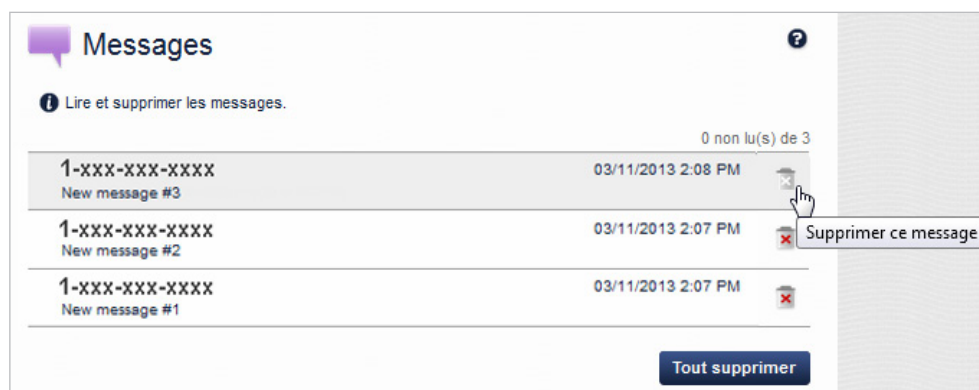 Messages
Lire et supprimer les messages.
0 non lu(s) de 3
1-xxx-xxx-xxxx 03/11/2013 2:08 PM
New message #3
1-xxx-xxx-xxxx 03/11/2013 2:07 PM
Supprimer ce message
New message #2
1-xxx-xxx-xxxx 03/11/2013 2:07 PM
New message #1
Tout supprimer